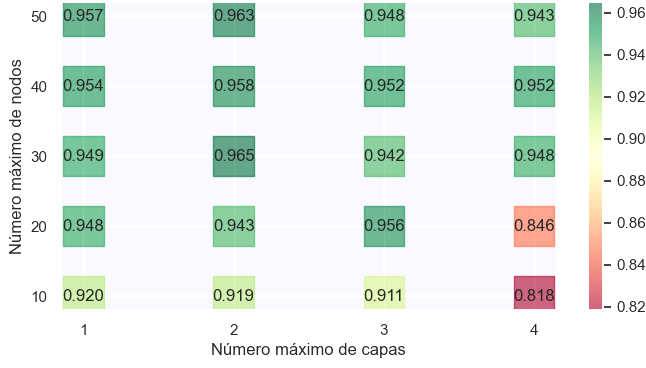 50 0.957 0.963 0.948 0.943
40 0.954 0.958 0.952 0.952
30 0.949 0.965 0.942 0.948
20 0.948 0.943 0.956 0.846
10 0.920 0.919 0.911 0.818
1 2 3 4
Número máximo de capas
Número máximo de nodos
0.96
0.94
0.92
0.90
0.88
0.86
0.84
0.82